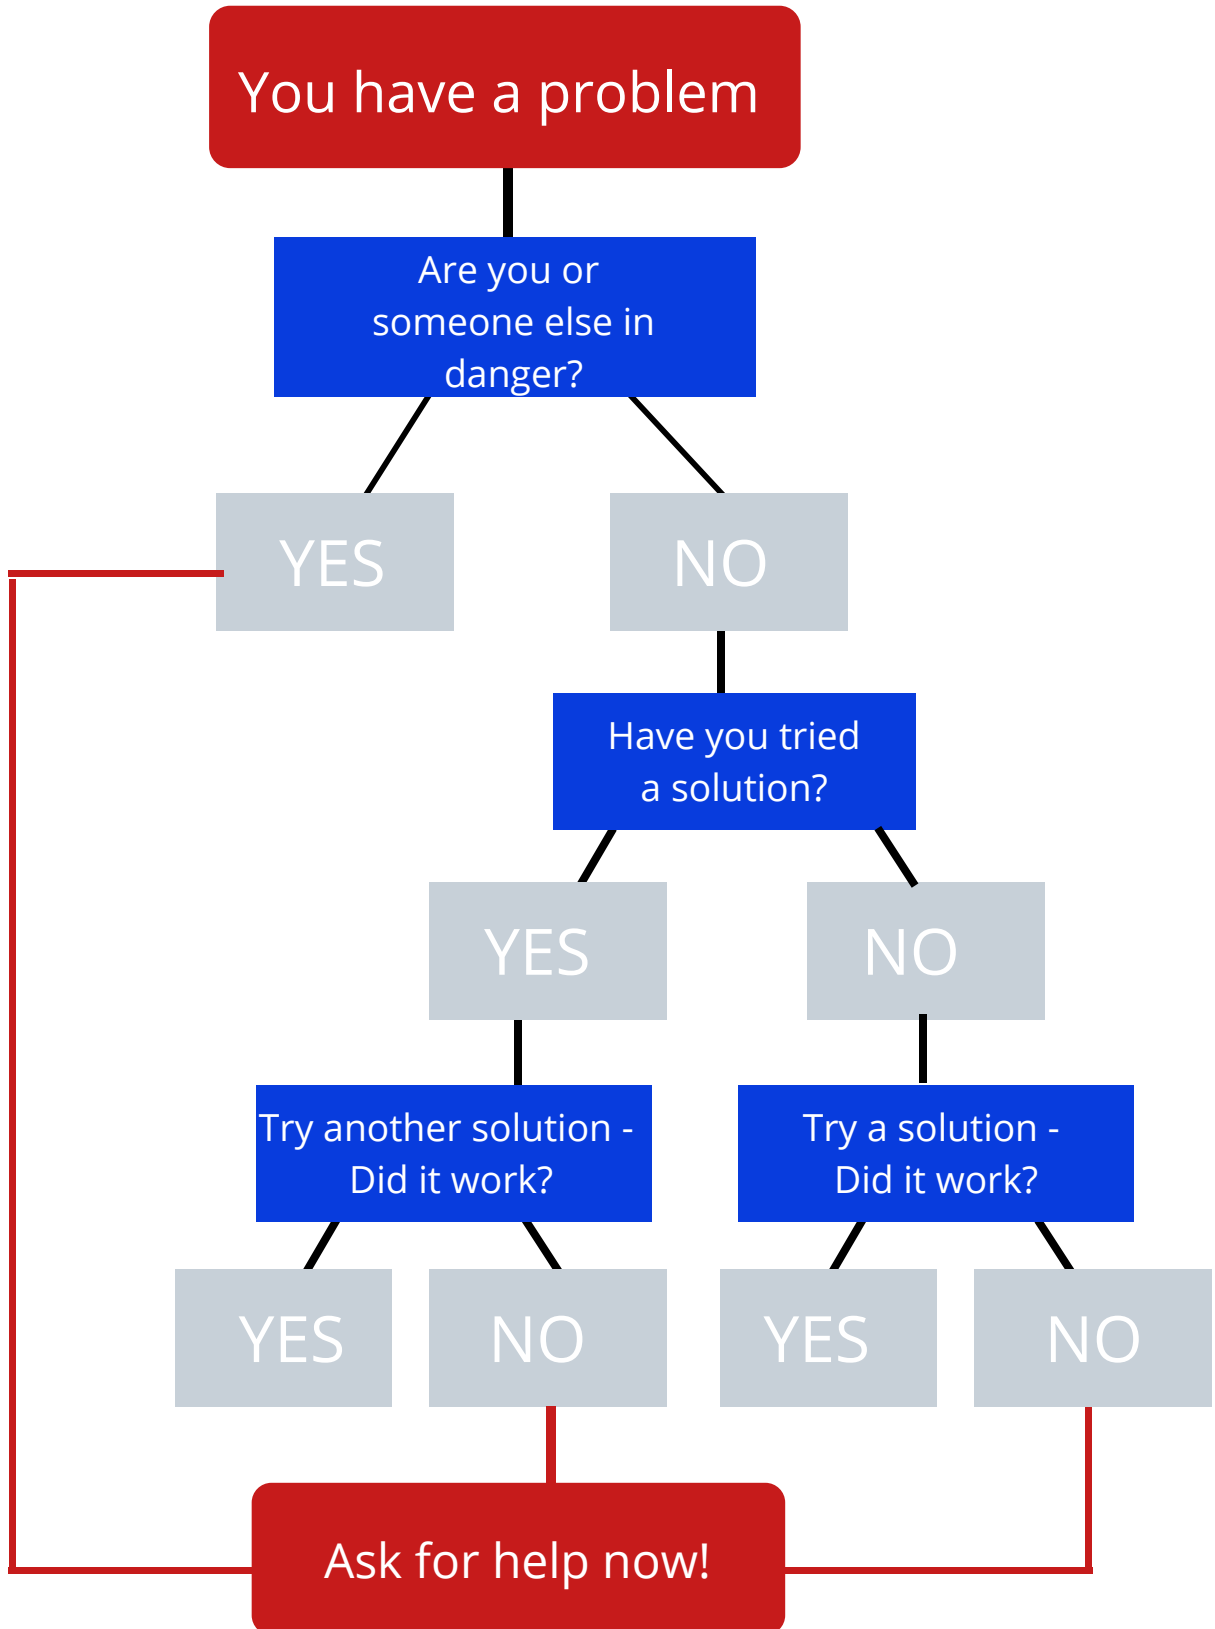 You have a problem
Are you or
someone else in
danger?
YES
NO
Have you tried
a solution?
YES
NO
Try another solution -
Did it work?
Try a solution -
Did it work?
YES
NO
YES
NO
Ask for help now!